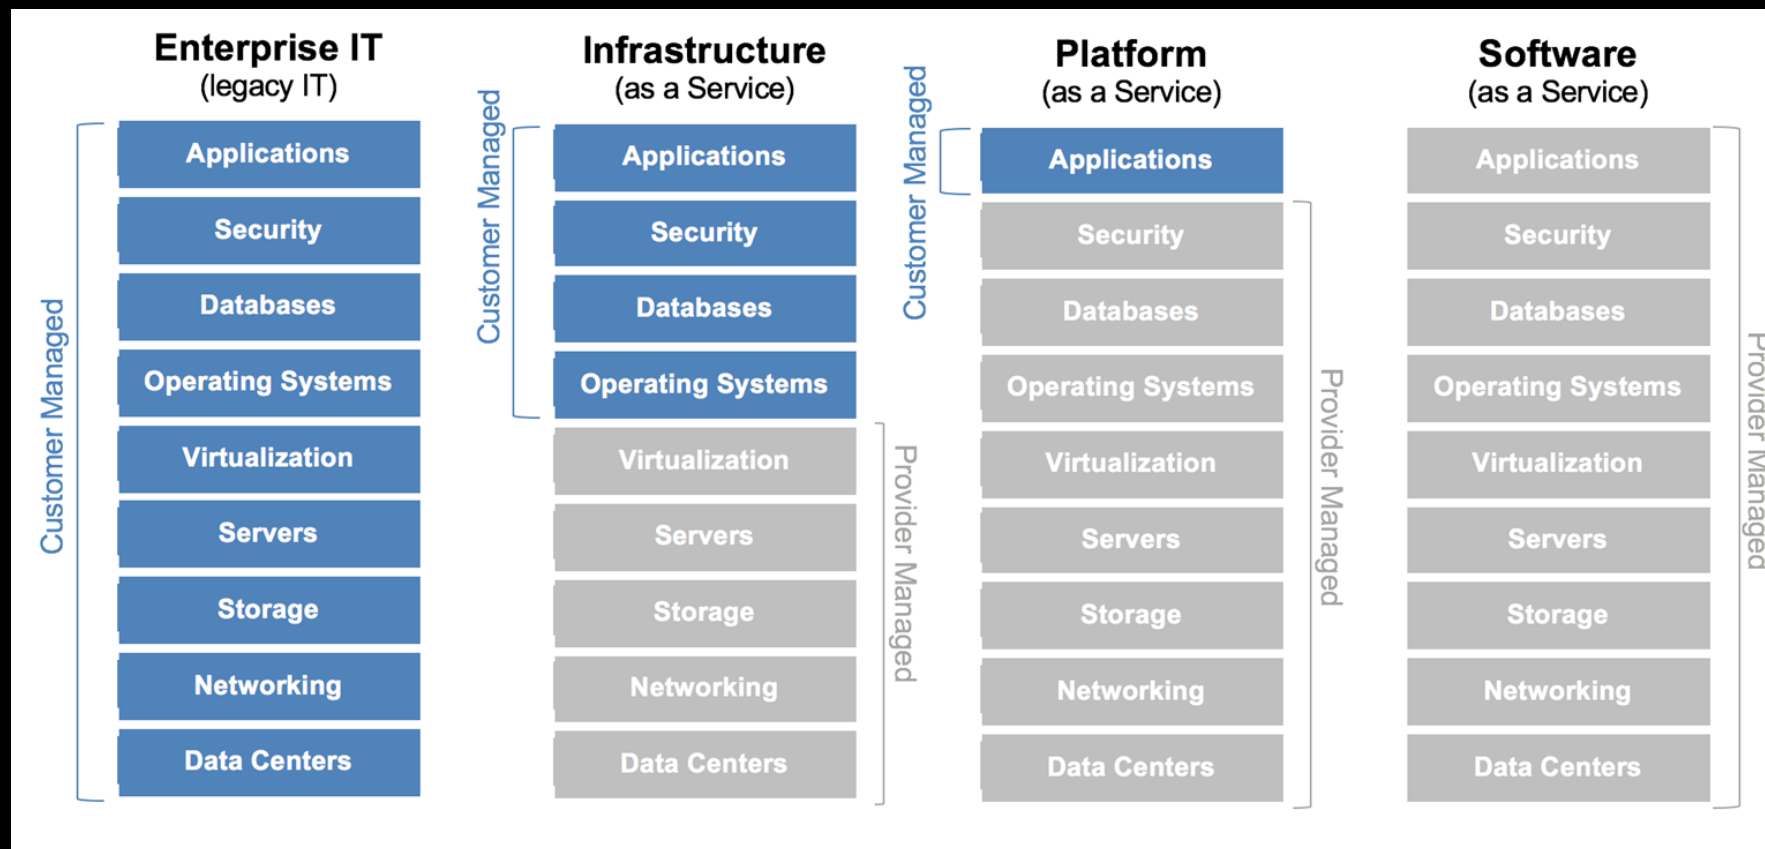 Enterprise IT
(legacy IT)
Customer Managed
Applications
Security
Databases
Operating Systems
Virtualization
Servers
Storage
Networking
Data Centers
Infrastructure
(as a Service)
Customer Managed
Applications
Security
Databases
Operating Systems
Virtualization
Servers
Storage
Networking
Data Centers
Provider Managed
Platform
(as a Service)
Customer Managed
Applications
Security
Databases
Operating Systems
Virtualization
Servers
Storage
Networking
Data Centers
Provider Managed
Software
(as a Service)
Applications
Security
Databases
Operating Systems
Virtualization
Servers
Storage
Networking
Data Centers
Provider Managed